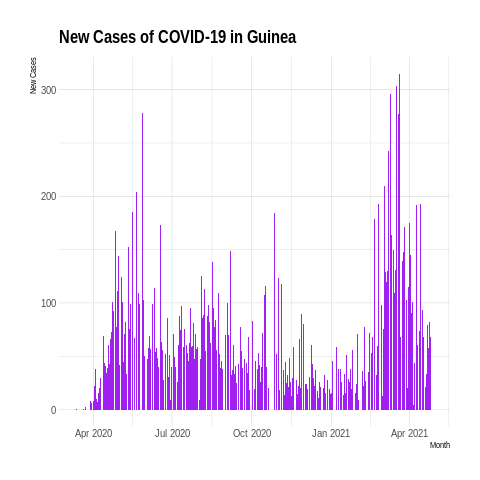 New Cases of COVID-19 in Guinea
New Cases
300
200
100
0
Apr 2020 Jul 2020 Oct 2020 Jan 2021 Apr 2021
Month